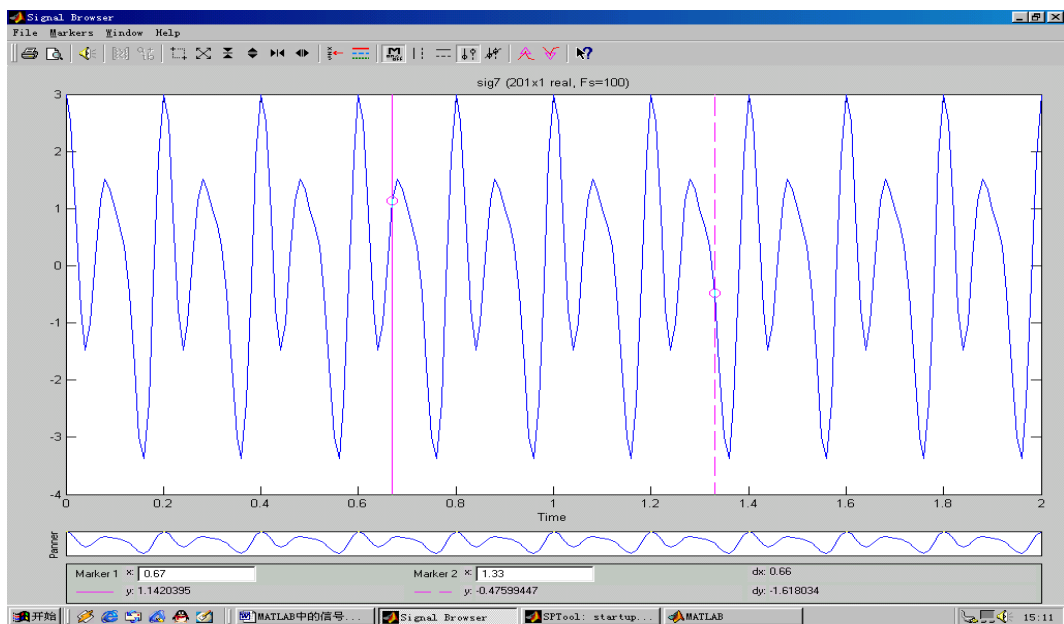 Signal Browser
File Markers Window Help
sig7 (201x1 real, Fs=100)
3
2
1
0
-1
-2
-3
-4
0 0.2 0.4 0.6 0.8 1 1.2 1.4 1.6 1.8 2
Time
Panner
Marker 1 x: 0.67 Marker 2 x: 1.33 dx: 0.66
y: 1.1420395 y: -0.47599447 dy: -1.618034
开始 MATLAB中的信号... Signal Browser SPTool: startup... MATLAB 15:11